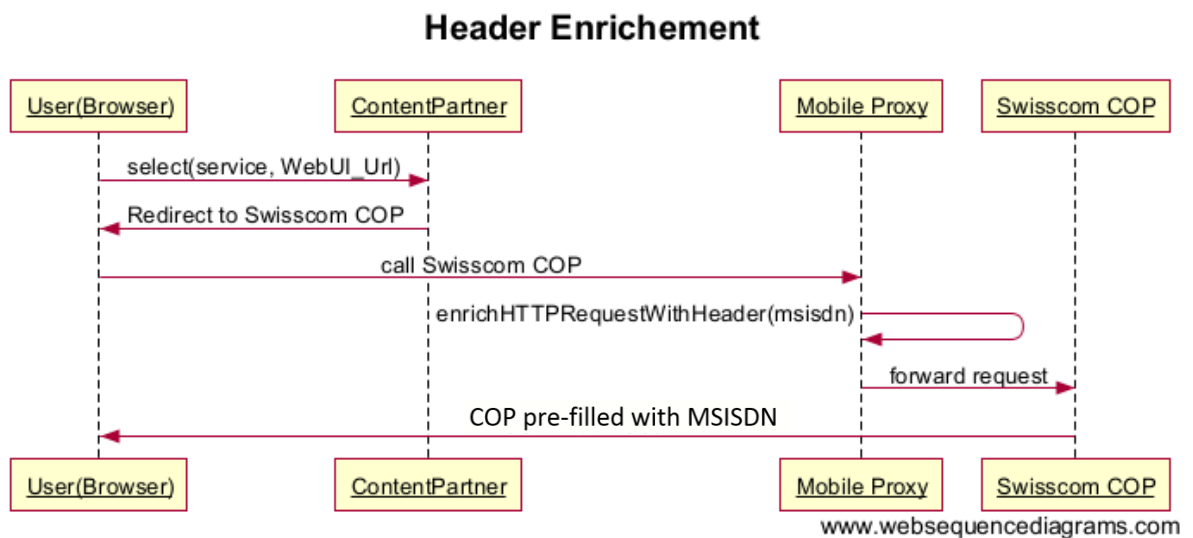 Header Enrichement
User(Browser) ContentPartner Mobile Proxy Swisscom COP
select(service, WebUI_Url)
Redirect to Swisscom COP
call Swisscom COP
enrichHTTPRequestWithHeader(msisdn)
forward request
COP pre-filled with MSISDN
User(Browser) ContentPartner Mobile Proxy Swisscom COP
www.websequencediagrams.com